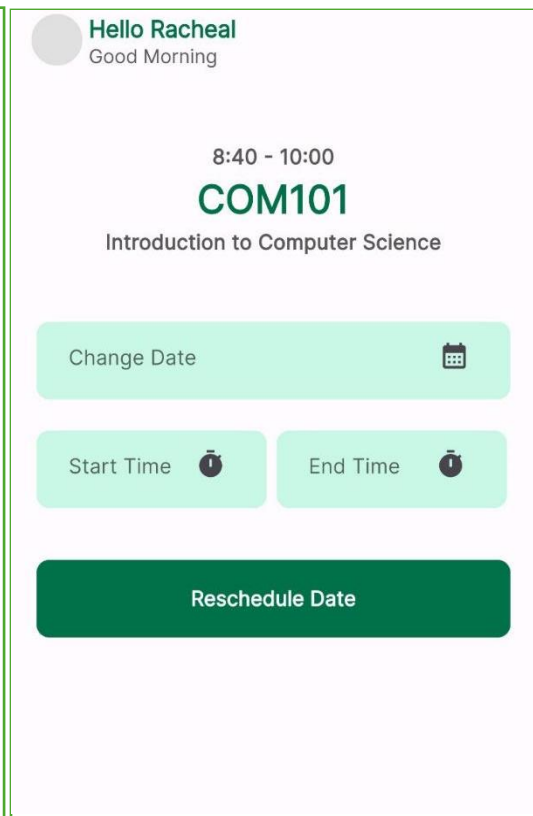 Hello Racheal
Good Morning
8:40 - 10:00
COM101
Introduction to Computer Science
Change Date
Start Time
End Time
Reschedule Date